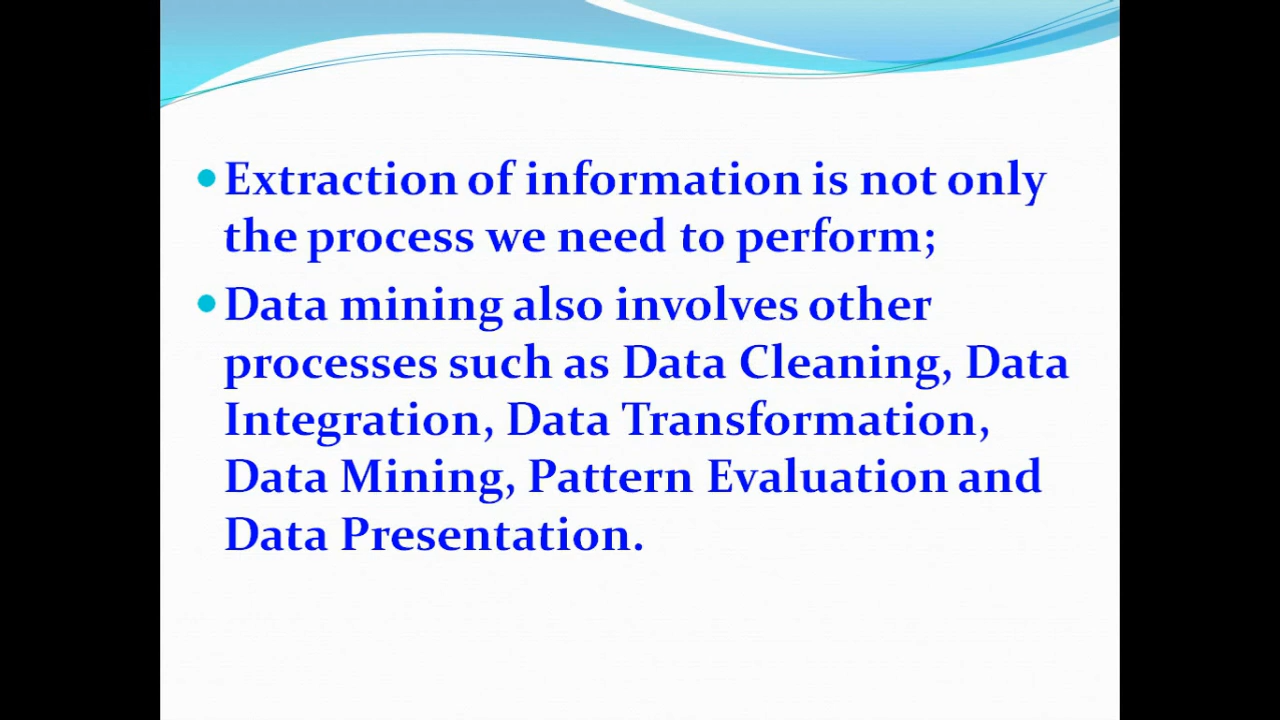 • Extraction of information is not only
the process we need to perform;
• Data mining also involves other
processes such as Data Cleaning, Data
Integration, Data Transformation,
Data Mining, Pattern Evaluation and
Data Presentation.